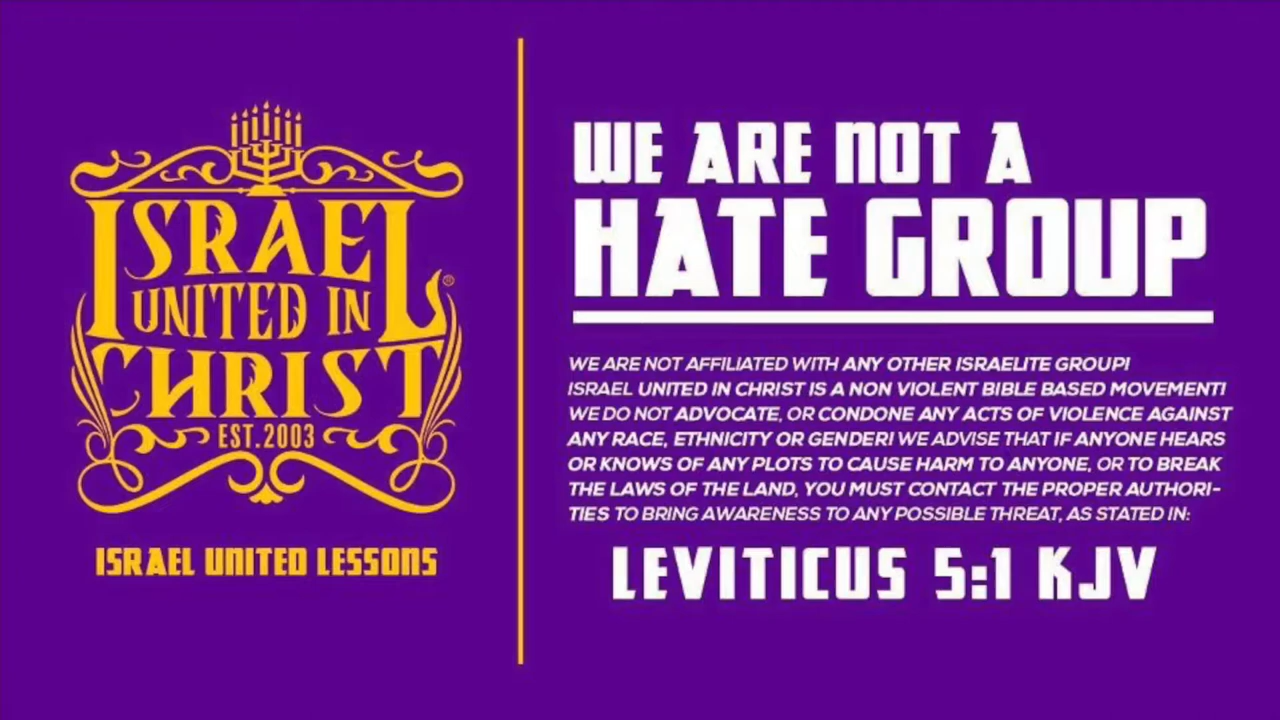 ISRAEL
UNITED IN
CHRIST
EST.2003
ISRAEL UNITED LESSONS
WE ARE NOT A
HATE GROUP
WE ARE NOT AFFILIATED WITH ANY OTHER ISRAELITE GROUP!
ISRAEL UNITED IN CHRIST IS A NON VIOLENT BIBLE BASED MOVEMENT!
WE DO NOT ADVOCATE, OR CONDONE ANY ACTS OF VIOLENCE AGAINST
ANY RACE, ETHNICITY OR GENDER! WE ADVISE THAT IF ANYONE HEARS
OR KNOWS OF ANY PLOTS TO CAUSE HARM TO ANYONE, OR TO BREAK
THE LAWS OF THE LAND, YOU MUST CONTACT THE PROPER AUTHORI-
TIES TO BRING AWARENESS TO ANY POSSIBLE THREAT, AS STATED IN:
LEVITICUS 5:1 KJV